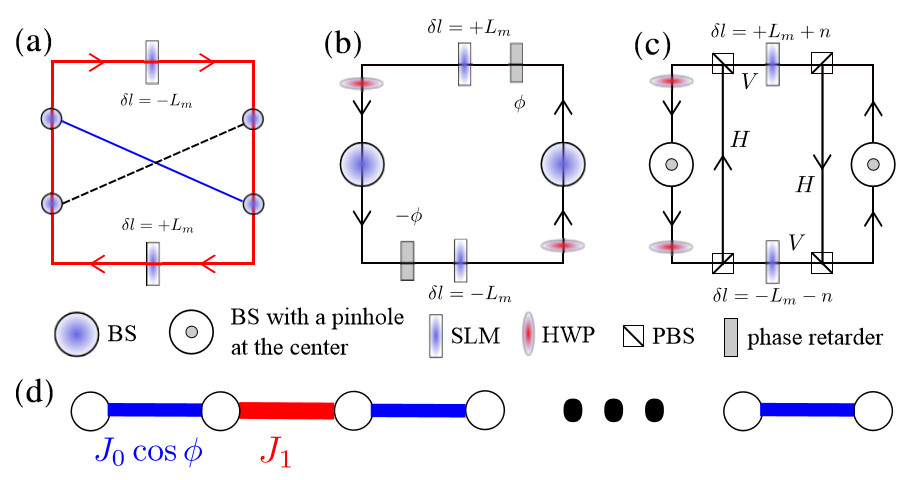 (a)
δl = −L_m
δl = +L_m
(b)
δl = +L_m
ϕ
−ϕ
δl = −L_m
(c)
δl = +L_m + n
V
H
H
V
δl = −L_m − n
BS
BS with a pinhole
at the center
SLM
HWP
PBS
phase retarder
(d)
J_0 cos ϕ
J_1